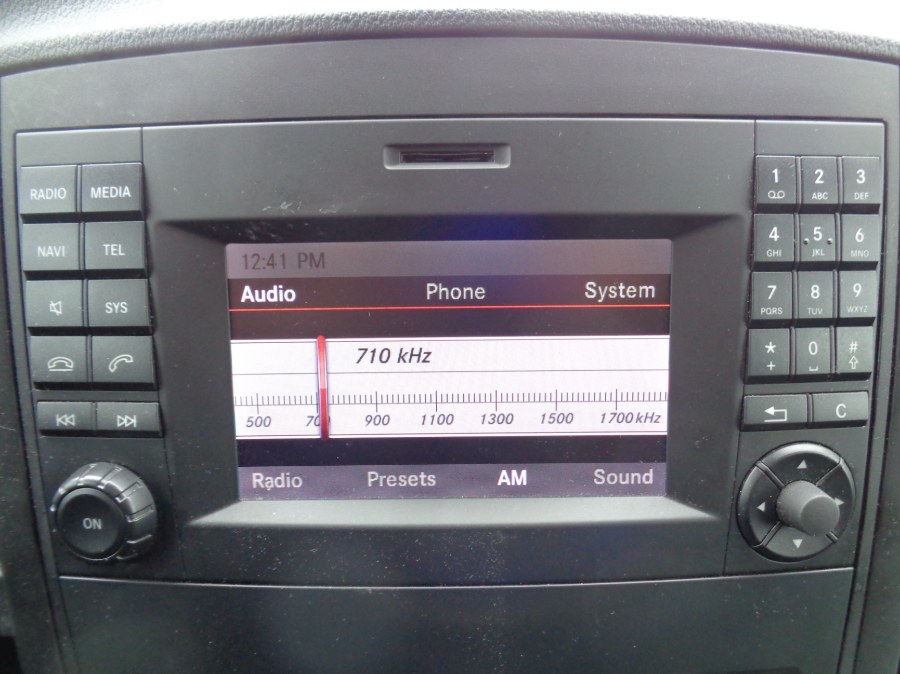 12:41 PM
Audio Phone System
710 kHz
500 700 900 1100 1300 1500 1700 kHz
Radio Presets AM Sound
RADIO MEDIA
NAVI TEL
SYS
ON
1 2 3
ABC DEF
4 5 6
GHI JKL MNO
7 8 9
PQRS TUV WXYZ
* 0 #
+
C